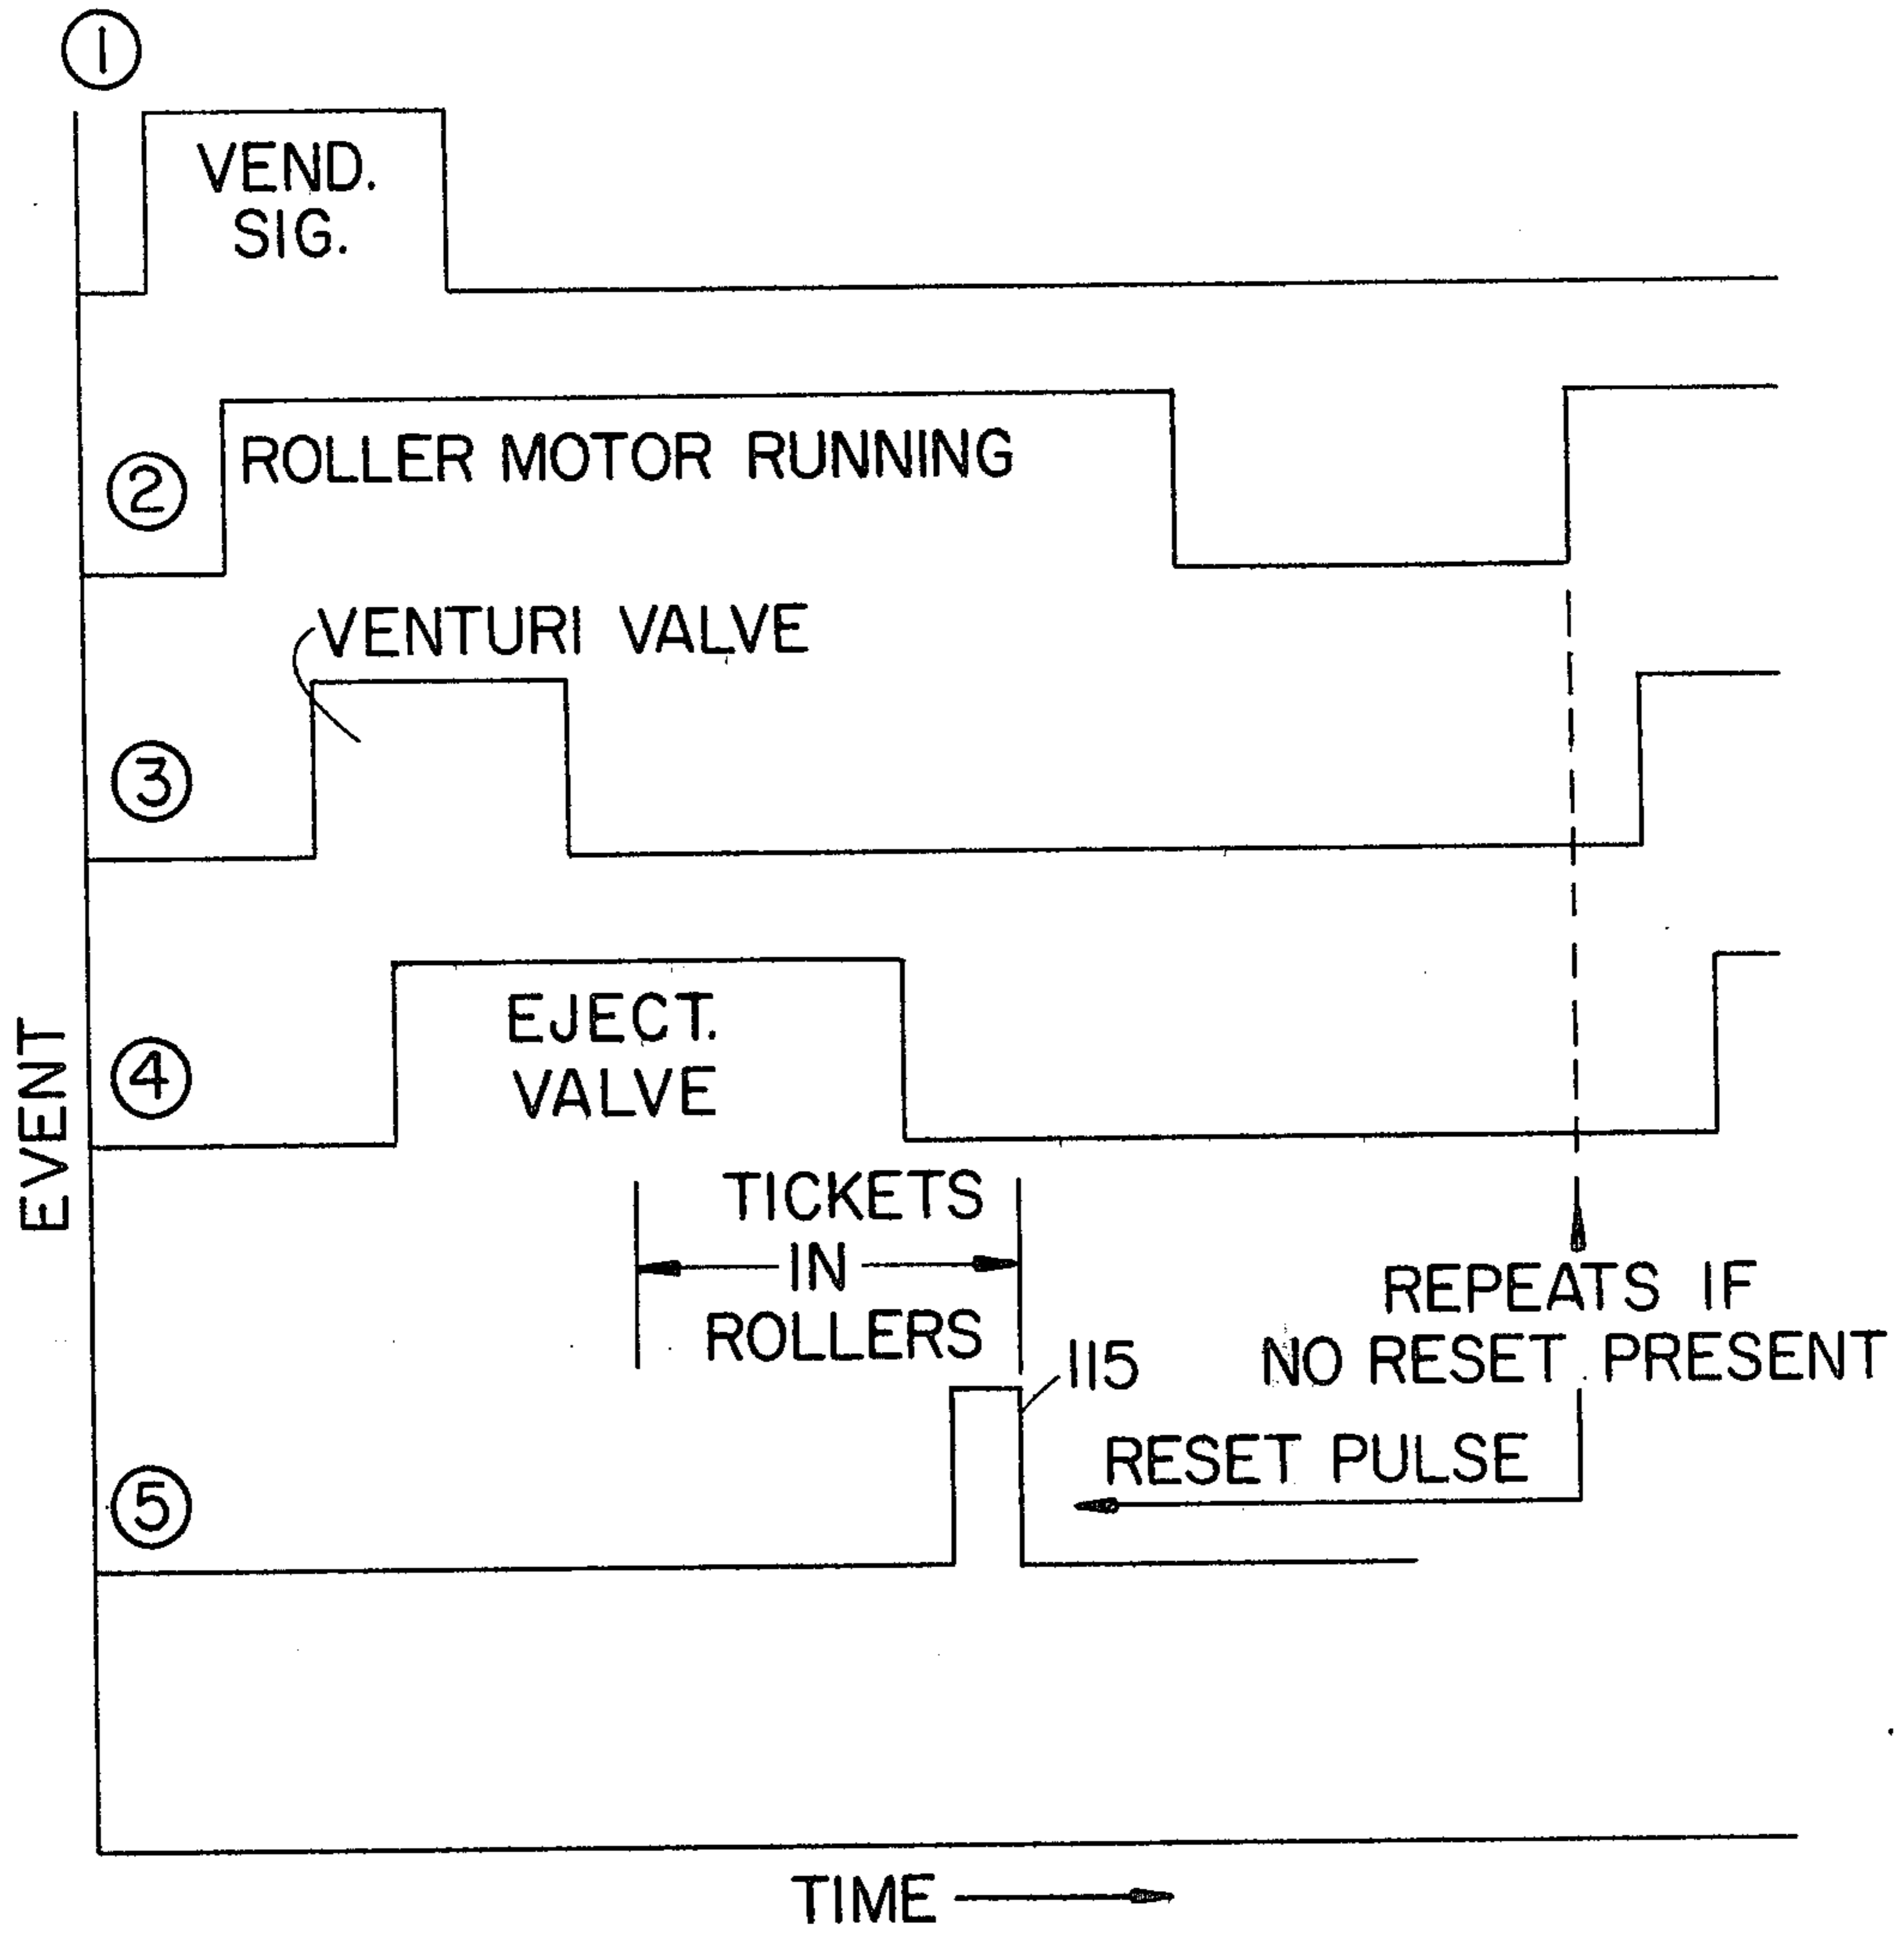 1
VEND.
SIG.
2
ROLLER MOTOR RUNNING
VENTURI VALVE
3
EJECT.
VALVE
4
EVENT
TICKETS
IN
ROLLERS
REPEATS IF
NO RESET PRESENT
115
RESET PULSE
5
TIME